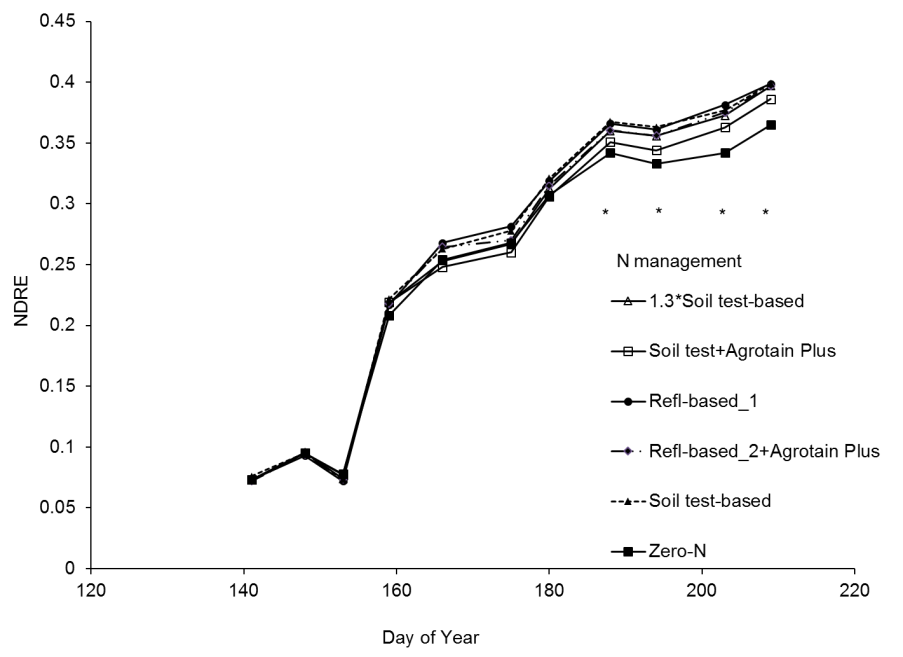 0.45
0.4
0.35
0.3
0.25
0.2
0.15
0.1
0.05
0
NDRE
* * * *
N management
1.3*Soil test-based
Soil test+Agrotain Plus
Refl-based_1
Refl-based_2+Agrotain Plus
Soil test-based
Zero-N
120 140 160 180 200 220
Day of Year